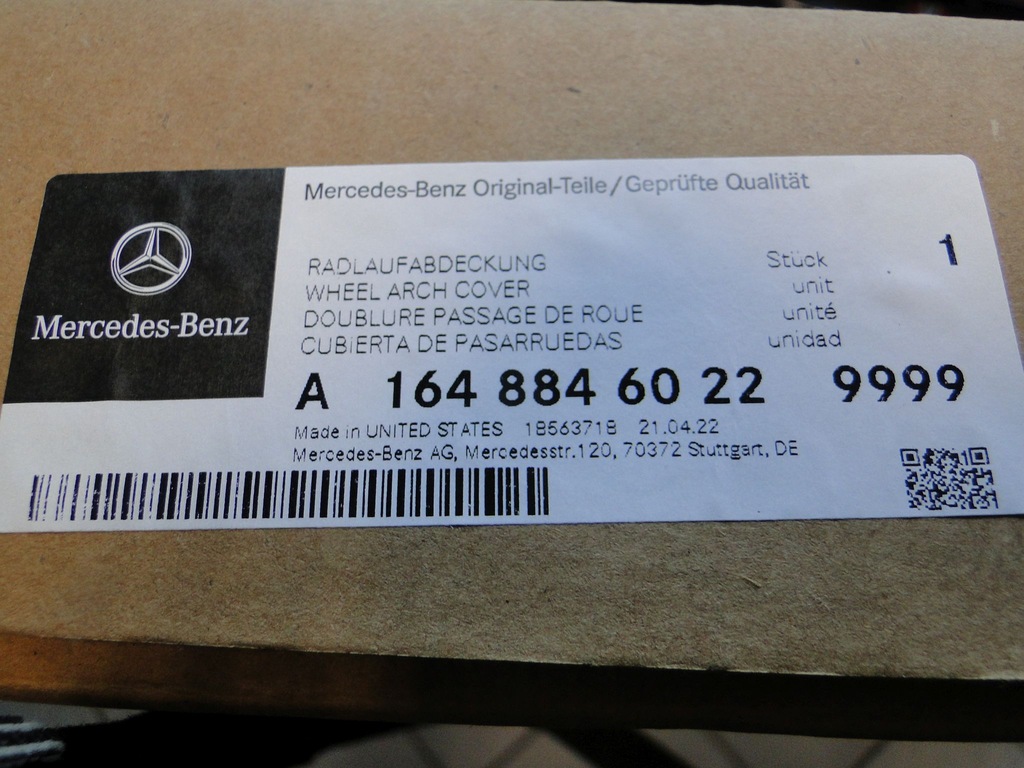 Mercedes-Benz Original-Teile/Geprüfte Qualität
Mercedes-Benz
RADLAUFABDECKUNG Stück 1
WHEEL ARCH COVER unit
DOUBLURE PASSAGE DE ROUE unité
CUBIERTA DE PASARRUEDAS unidad
A 164 884 60 22 9999
Made in UNITED STATES 18563718 21.04.22
Mercedes-Benz AG, Mercedesstr.120, 70372 Stuttgart, DE